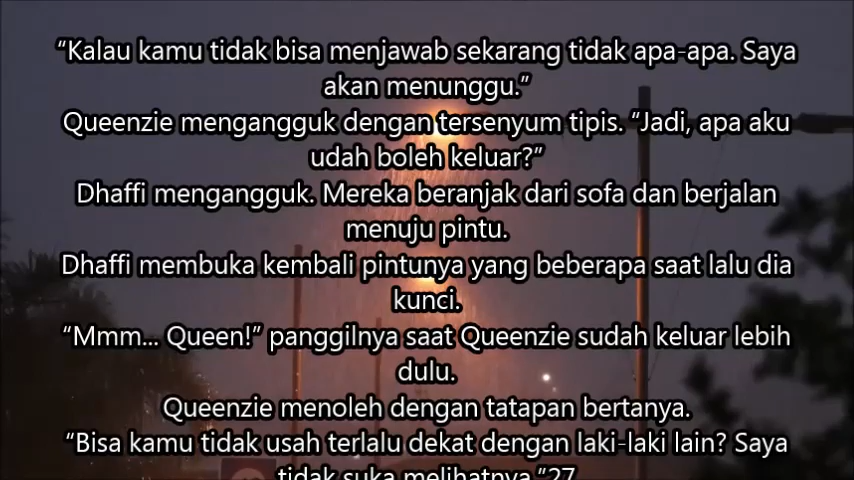 “Kalau kamu tidak bisa menjawab sekarang tidak apa-apa. Saya
akan menunggu.”
Queenzie mengangguk dengan tersenyum tipis. “Jadi, apa aku
udah boleh keluar?”
Dhaffi mengangguk. Mereka beranjak dari sofa dan berjalan
menuju pintu.
Dhaffi membuka kembali pintunya yang beberapa saat lalu dia
kunci.
“Mmm... Queen!” panggilnya saat Queenzie sudah keluar lebih
dulu.
Queenzie menoleh dengan tatapan bertanya.
“Bisa kamu tidak usah terlalu dekat dengan laki-laki lain? Saya
tidak suka melihatnya.”27